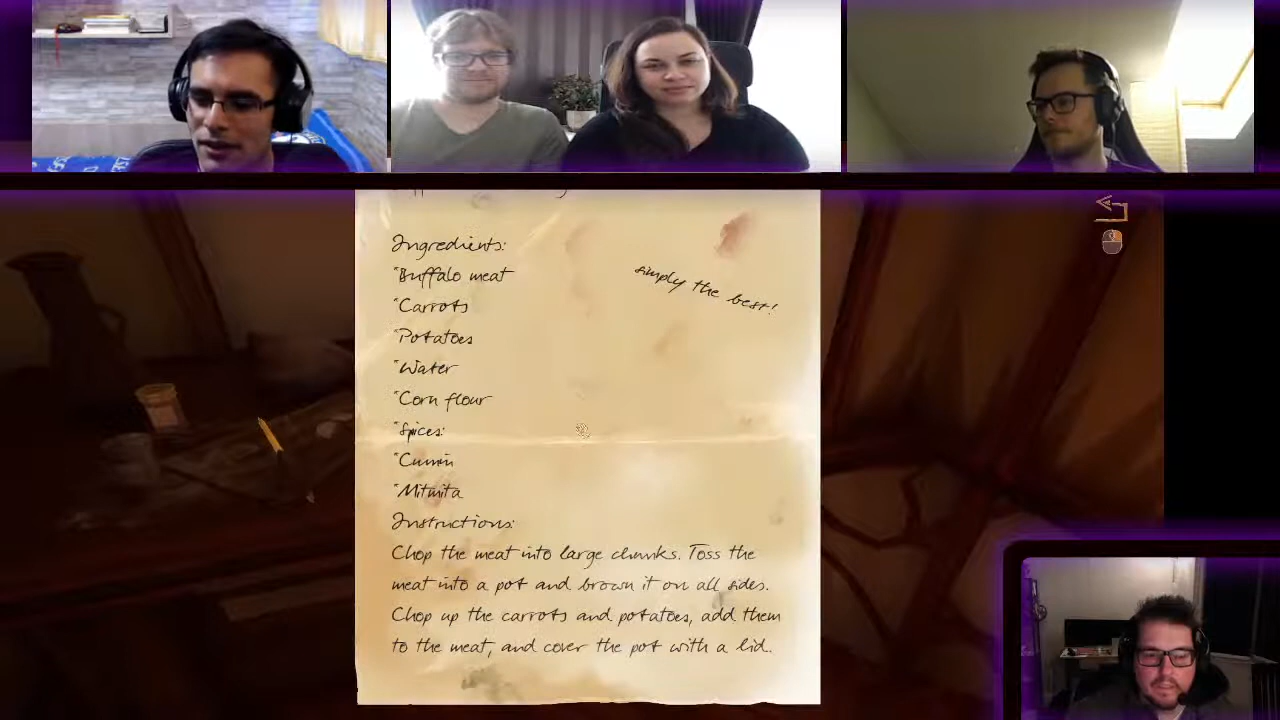 Ingredients:
*Buffalo meat
*Carrots
*Potatoes
*Water
*Corn flour
*Spices:
*Cumin
*Mitmita
simply the best!
Instructions:
Chop the meat into large chunks. Toss the
meat into a pot and brown it on all sides.
Chop up the carrots and potatoes, add them
to the meat, and cover the pot with a lid.